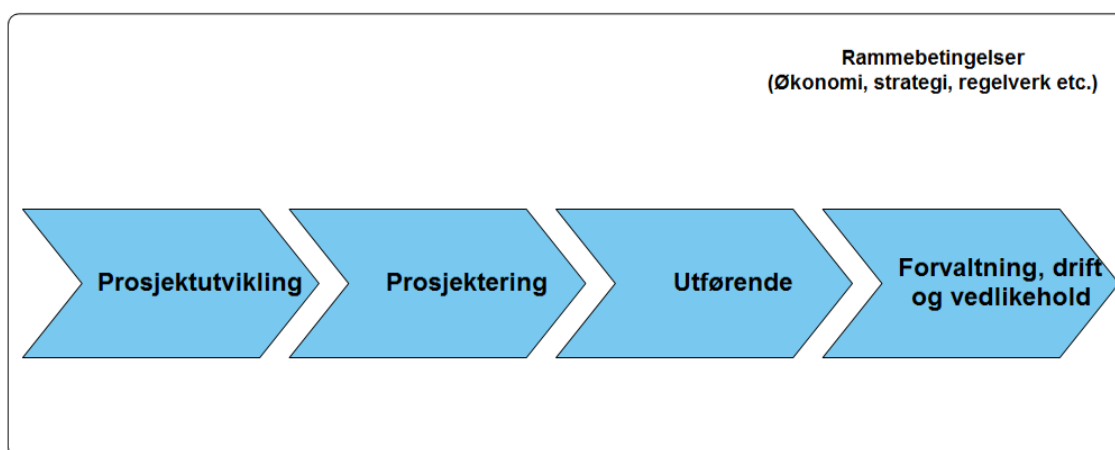 Rammebetingelser
(Økonomi, strategi, regelverk etc.)
Prosjektutvikling
Prosjektering
Utførende
Forvaltning, drift
og vedlikehold